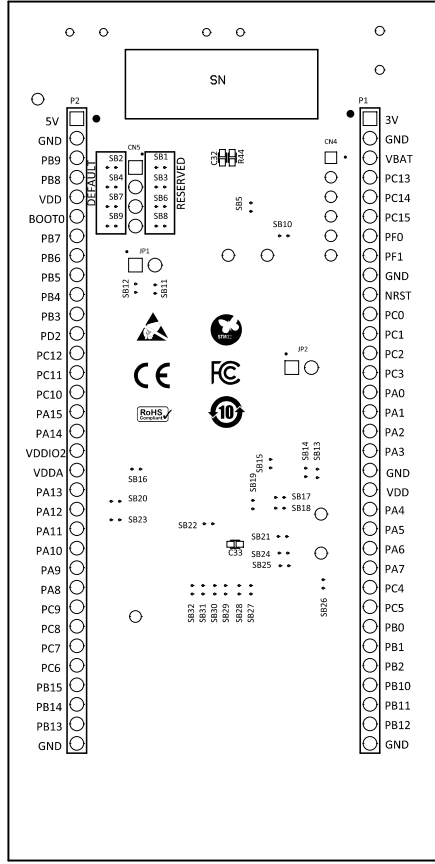 SN
P2
P1
5V
GND
PB9
PB8
VDD
BOOT0
PB7
PB6
PB5
PB4
PB3
PD2
PC12
PC11
PC10
PA15
PA14
VDDIO2
VDDA
PA13
PA12
PA11
PA10
PA9
PA8
PC9
PC8
PC7
PC6
PB15
PB14
PB13
GND
DEFAULT
SB2
SB4
SB7
SB9
CN5
SB1
SB3
SB6
SB8
RESERVED
C32
R44
CN4
SB5
SB10
JP1
SB12
SB11
STM32
JP2
CE
FC
RoHS
Compliant
10
SB16
SB20
SB23
SB22
SB15
SB14
SB13
SB19
SB17
SB18
SB21
C33
SB24
SB25
SB26
SB32
SB31
SB30
SB29
SB28
SB27
3V
GND
VBAT
PC13
PC14
PC15
PF0
PF1
GND
NRST
PC0
PC1
PC2
PC3
PA0
PA1
PA2
PA3
GND
VDD
PA4
PA5
PA6
PA7
PC4
PC5
PB0
PB1
PB2
PB10
PB11
PB12
GND